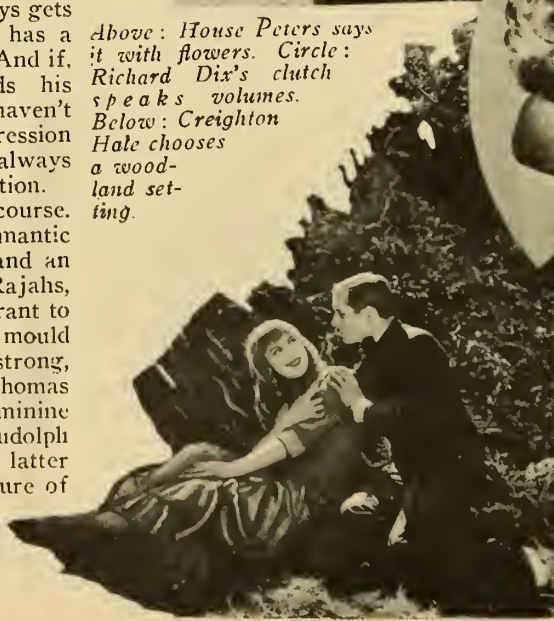 ys gets
has a
And if,
ds his
haven't
ression
always
tion.
course.
mantic
and an
Rajahs,
rant to
mould
strong,
homas
minine
udolph
latter
ure of
Above : House Peters says
it with flowers. Circle :
Richard Dix's clutch
speaks volumes.
Below : Creighton
Hale chooses
a wood-
land set-
ting.